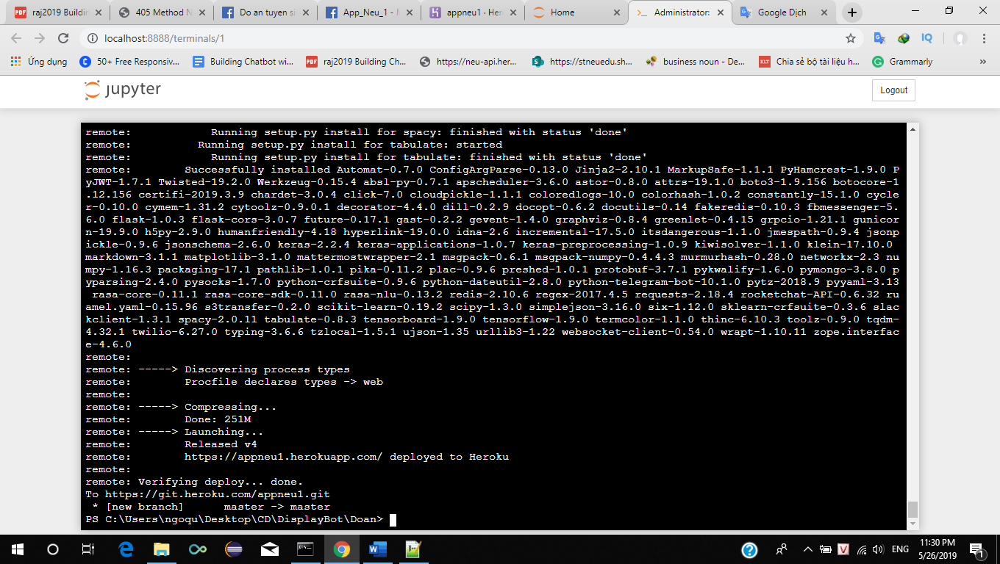 raj2019 Buildin
405 Method N
Do an tuyen si
App_Neu_1 - 
appneu1 · Her
Home
Administrator:
Google Dịch
localhost:8888/terminals/1
Ứng dụng
50+ Free Responsiv...
Building Chatbot wi...
raj2019 Building Ch...
https://neu-api.her...
https://stneuedu.sh...
business noun - De...
Chia sẻ bộ tài liệu h...
Grammarly
jupyter
Logout
remote:            Running setup.py install for spacy: finished with status 'done'
remote:          Running setup.py install for tabulate: started
remote:            Running setup.py install for tabulate: finished with status 'done'
remote:        Successfully installed Automat-0.7.0 ConfigArgParse-0.13.0 Jinja2-2.10.1 MarkupSafe-1.1.1 PyHamcrest-1.9.0 P
yJWT-1.7.1 Twisted-19.2.0 Werkzeug-0.15.4 absl-py-0.7.1 apscheduler-3.6.0 astor-0.8.0 attrs-19.1.0 boto3-1.9.156 botocore-1
.12.156 certifi-2019.3.9 chardet-3.0.4 click-7.0 cloudpickle-1.1.1 coloredlogs-10.0 colorhash-1.0.2 constantly-15.1.0 cycle
r-0.10.0 cymem-1.31.2 cytoolz-0.9.0.1 decorator-4.4.0 dill-0.2.9 docopt-0.6.2 docutils-0.14 fakeredis-0.10.3 fbmessenger-5.
6.0 flask-1.0.3 flask-cors-3.0.7 future-0.17.1 gast-0.2.2 gevent-1.4.0 graphviz-0.8.4 greenlet-0.4.15 grpcio-1.21.1 gunicor
n-19.9.0 h5py-2.9.0 humanfriendly-4.18 hyperlink-19.0.0 idna-2.6 incremental-17.5.0 itsdangerous-1.1.0 jmespath-0.9.4 jsonp
ickle-0.9.6 jsonschema-2.6.0 keras-2.2.4 keras-applications-1.0.7 keras-preprocessing-1.0.9 kiwisolver-1.1.0 klein-17.10.0
markdown-3.1.1 matplotlib-3.1.0 mattermostwrapper-2.1 msgpack-0.6.1 msgpack-numpy-0.4.4.3 murmurhash-0.28.0 networkx-2.3 nu
mpy-1.16.3 packaging-17.1 pathlib-1.0.1 pika-0.11.2 plac-0.9.6 preshed-1.0.1 protobuf-3.7.1 pykwalify-1.6.0 pymongo-3.8.0 p
yparsing-2.4.0 pysocks-1.7.0 python-crfsuite-0.9.6 python-dateutil-2.8.0 python-telegram-bot-10.1.0 pytz-2018.9 pyyaml-3.13
rasa-core-0.11.1 rasa-core-sdk-0.11.0 rasa-nlu-0.13.2 redis-2.10.6 regex-2017.4.5 requests-2.18.4 rocketchat-API-0.6.32 ru
amel.yaml-0.15.96 s3transfer-0.2.0 scikit-learn-0.19.2 scipy-1.3.0 simplejson-3.16.0 six-1.12.0 sklearn-crfsuite-0.3.6 slac
kclient-1.3.1 spacy-2.0.11 tabulate-0.8.3 tensorboard-1.9.0 tensorflow-1.9.0 termcolor-1.1.0 thinc-6.10.3 toolz-0.9.0 tqdm-
4.32.1 twilio-6.27.0 typing-3.6.6 tzlocal-1.5.1 ujson-1.35 urllib3-1.22 websocket-client-0.54.0 wrapt-1.10.11 zope.interfac
e-4.6.0
remote:
remote: -----> Discovering process types
remote:        Procfile declares types -> web
remote:
remote: -----> Compressing...
remote:        Done: 251M
remote: -----> Launching...
remote:        Released v4
remote:        https://appneu1.herokuapp.com/ deployed to Heroku
remote:
remote: Verifying deploy... done.
To https://git.heroku.com/appneu1.git
 * [new branch]      master -> master
PS C:\Users\ngoqu\Desktop\CD\DisplayBot\Doan>
ENG
11:30 PM
5/26/2019